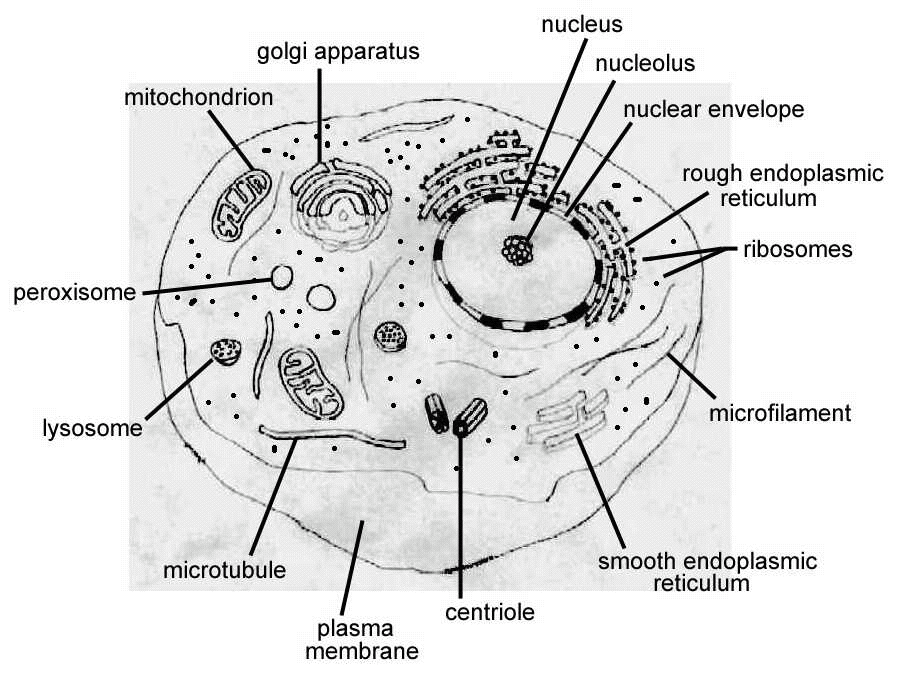 nucleus
golgi apparatus
nucleolus
mitochondrion
nuclear envelope
rough endoplasmic
reticulum
ribosomes
peroxisome
microfilament
lysosome
smooth endoplasmic
reticulum
microtubule
centriole
plasma
membrane